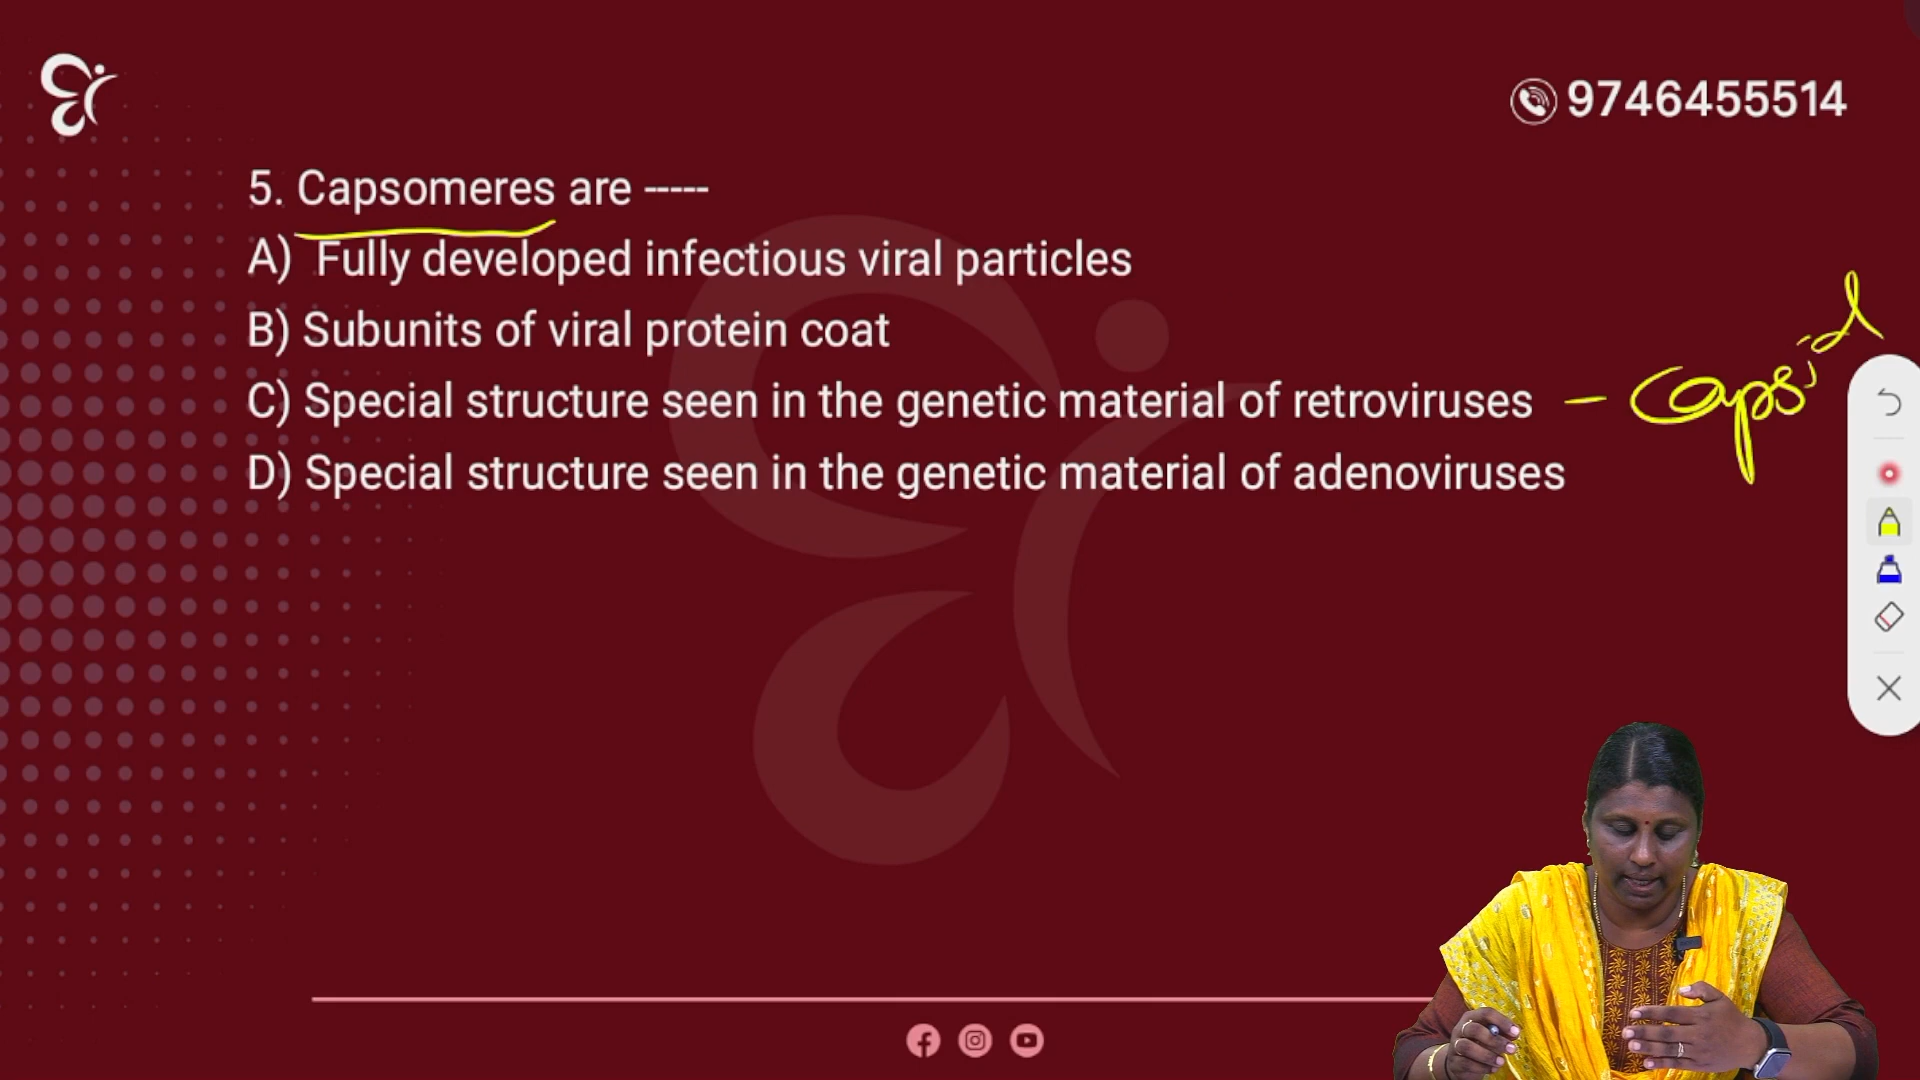 9746455514
5. Capsomeres are -----
A) Fully developed infectious viral particles
B) Subunits of viral protein coat
C) Special structure seen in the genetic material of retroviruses - Capsid
D) Special structure seen in the genetic material of adenoviruses